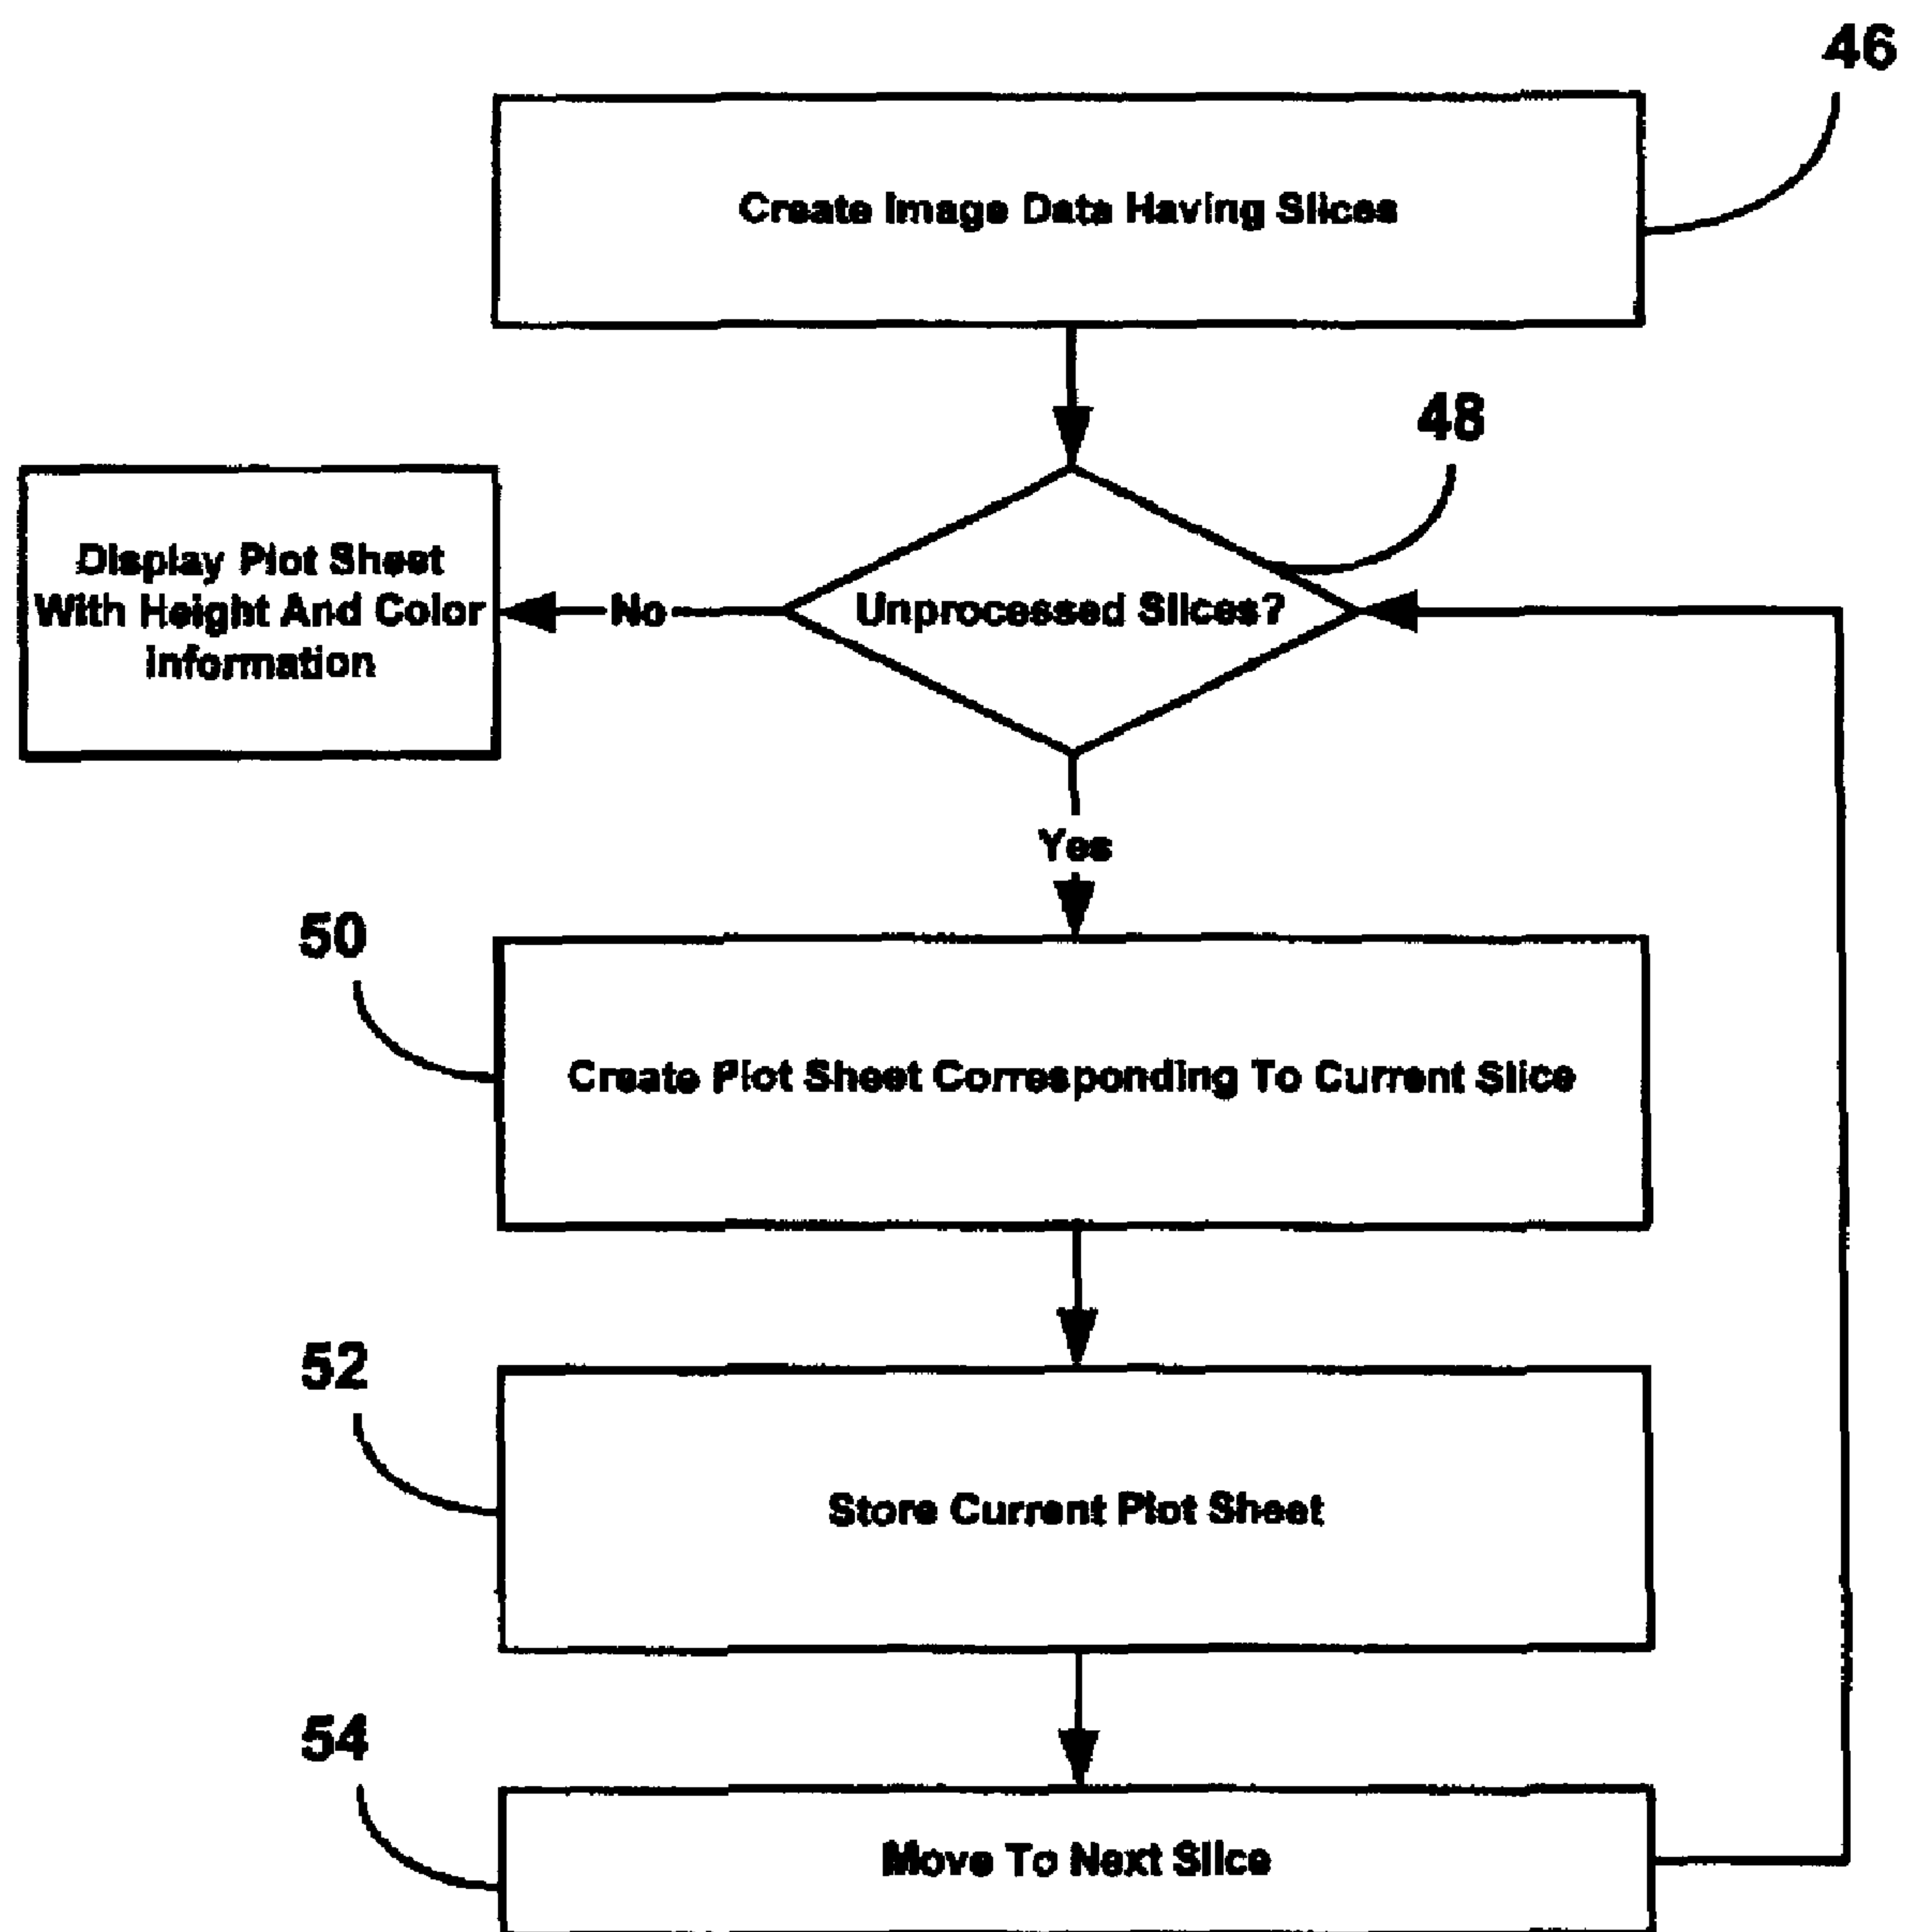 46
Create Image Data Having Slices
48
Display Plot Sheet
With Height And Color
Information
No
Unprocessed Slices?
Yes
50
Create Plot Sheet Corresponding To Current Slice
52
Store Current Plot Sheet
54
Move To Next Slice